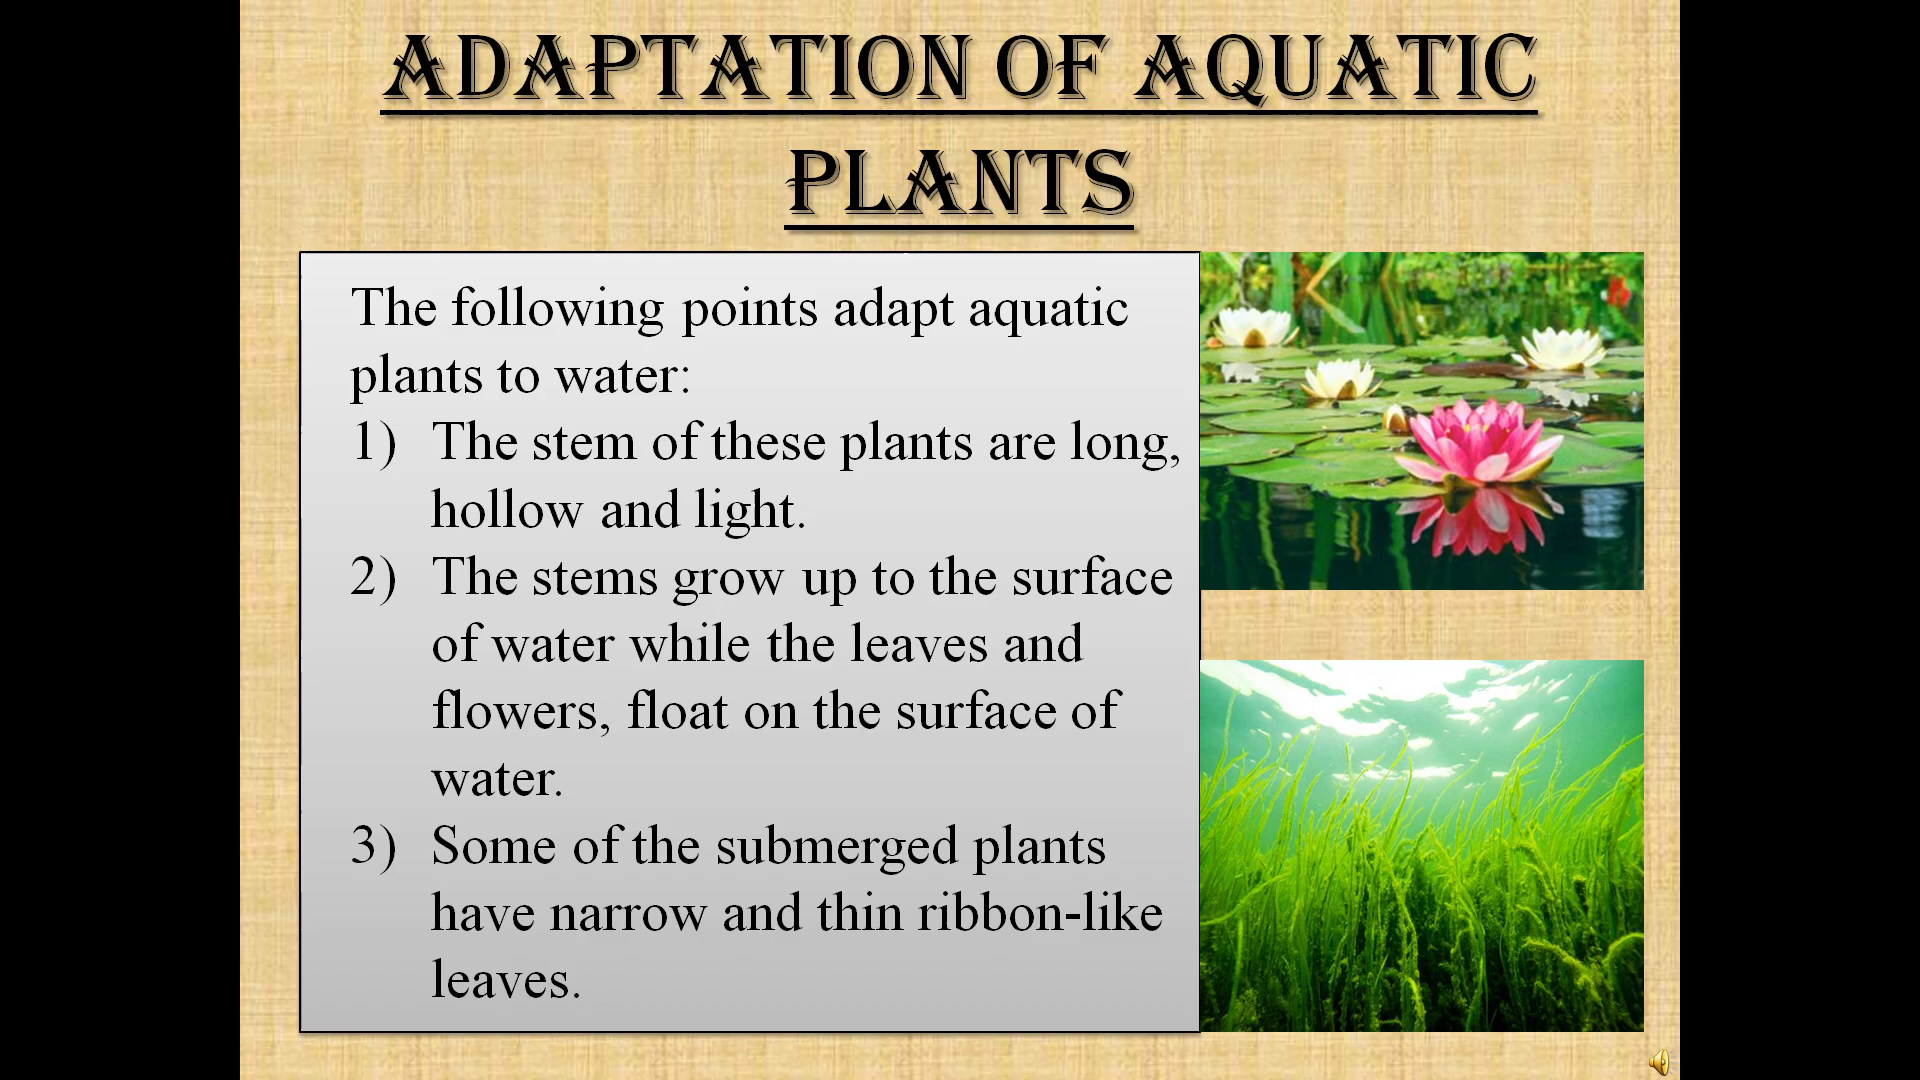 ADAPTATION OF AQUATIC
PLANTS
The following points adapt aquatic
plants to water:
1) The stem of these plants are long,
hollow and light.
2) The stems grow up to the surface
of water while the leaves and
flowers, float on the surface of
water.
3) Some of the submerged plants
have narrow and thin ribbon-like
leaves.